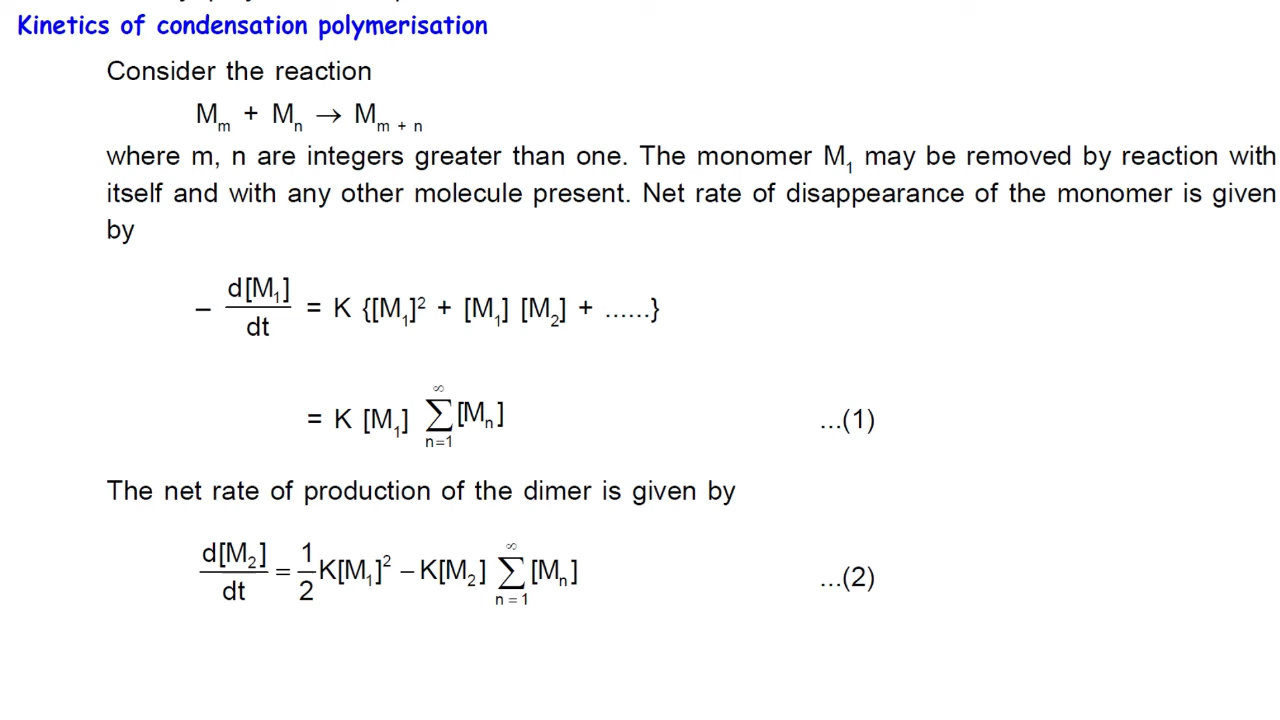 Kinetics of condensation polymerisation
Consider the reaction
Mₘ + Mₙ → Mₘ ₊ ₙ
where m, n are integers greater than one. The monomer M₁ may be removed by reaction with
itself and with any other molecule present. Net rate of disappearance of the monomer is given
by
– d[M₁]/dt = K {[M₁]² + [M₁] [M₂] + ......}
= K [M₁] ∑_{n=1}^{∞} [Mₙ] ...(1)
The net rate of production of the dimer is given by
d[M₂]/dt = 1/2 K[M₁]² – K[M₂] ∑_{n = 1}^{∞} [Mₙ] ...(2)